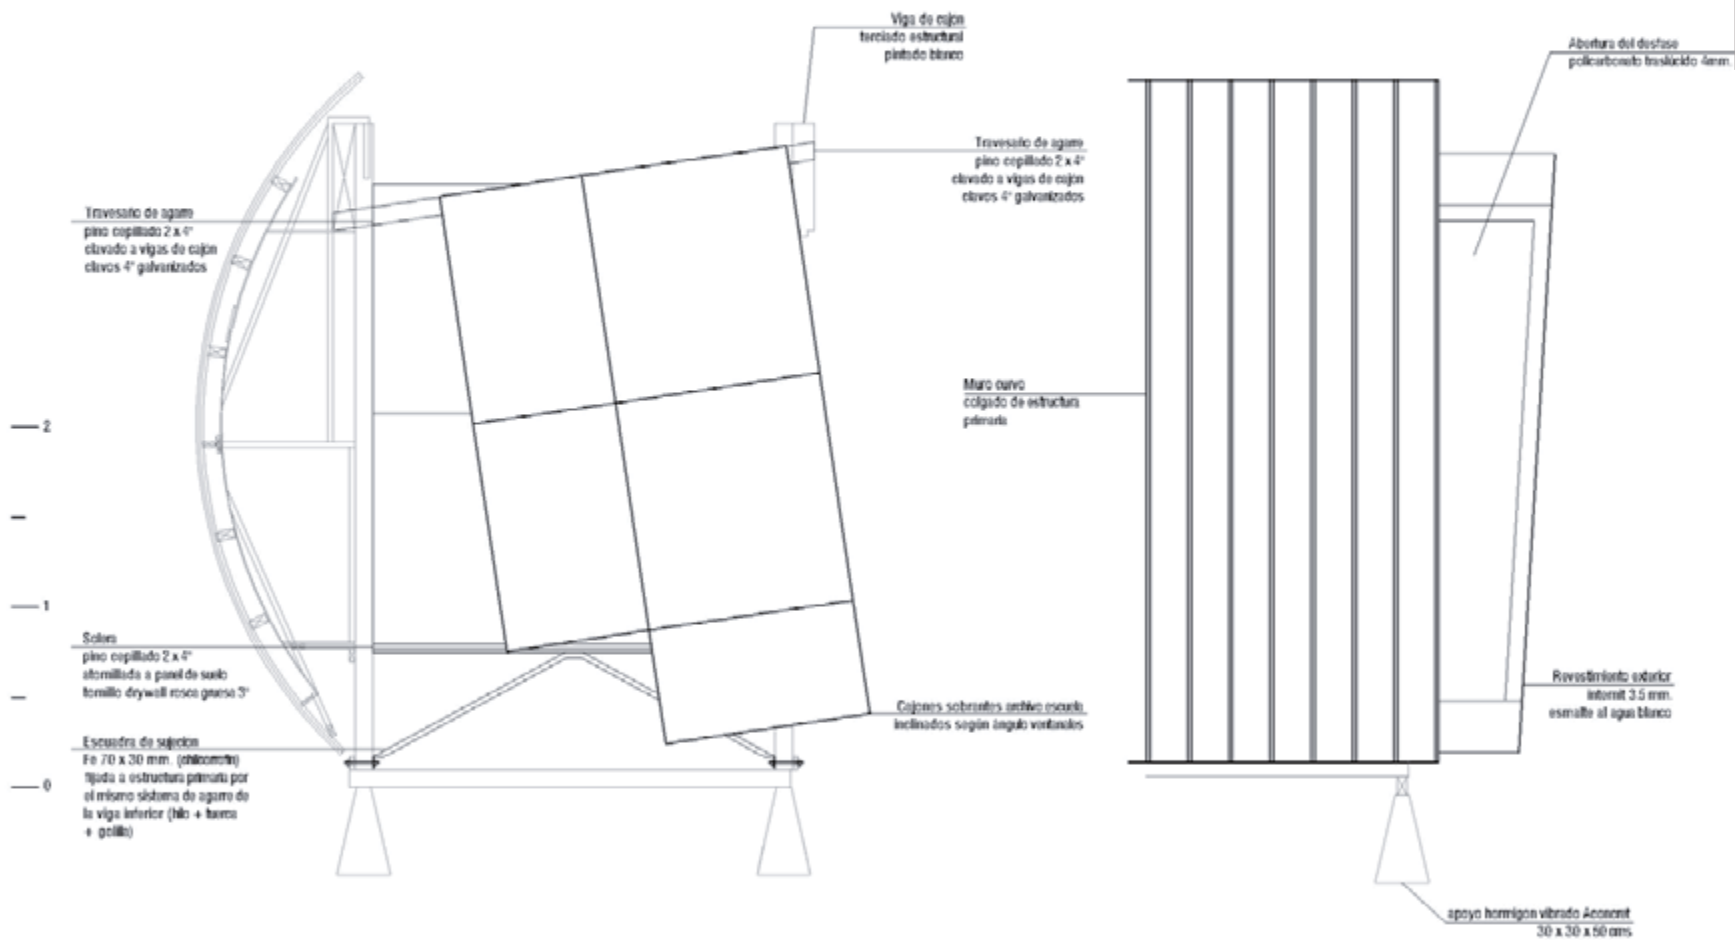 Viga de cajon
terciado estructural
pintado blanco
Abertura del desfase
policarbonato traslúcido 4mm.
Travesaño de agarre
pino cepillado 2 x 4"
clavado a vigas de cajón
clavos 4" galvanizados
Travesaño de agarre
pino cepillado 2 x 4"
clavado a vigas de cajon
clavos 4" galvanizados
Muro curvo
colgado de estructura
primaria
2
1
0
Solera
pino cepillado 2 x 4"
atornillada a panel de suelo
tornillo drywall rosca gruesa 3"
Cajones sobrantes archivo escuela
inclinados según ángulo ventanales
Revestimiento exterior
internit 3.5 mm.
esmalte al agua blanco
Escuadra de sujecion
Fe 70 x 30 mm.
fijada a estructura primaria por
el mismo sistema de agarre de
la viga inferior (hilo + tuerca
+ golilla)
apoyo hormigon vibrado
30 x 30 x 60 cms